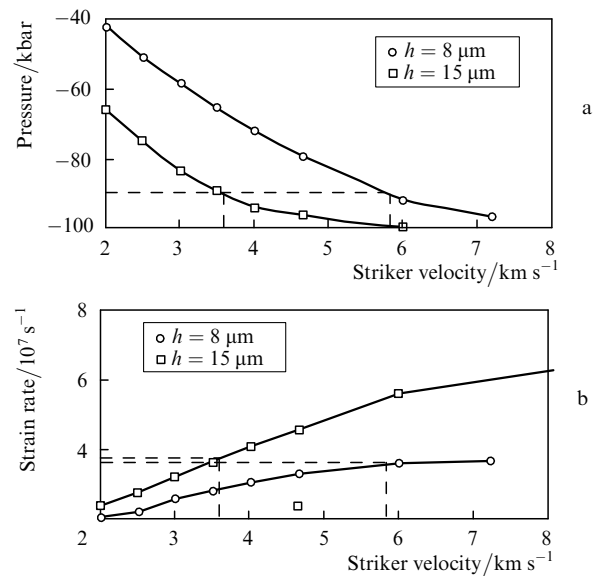 −40
−60
−80
−100
Pressure/kbar
h = 8 μm
h = 15 μm
a
2 3 4 5 6 7 8
Striker velocity/km s⁻¹
8
6
4
2
Strain rate/10⁷ s⁻¹
h = 8 μm
h = 15 μm
b
3 4 5 6 7 8
Striker velocity/km s⁻¹